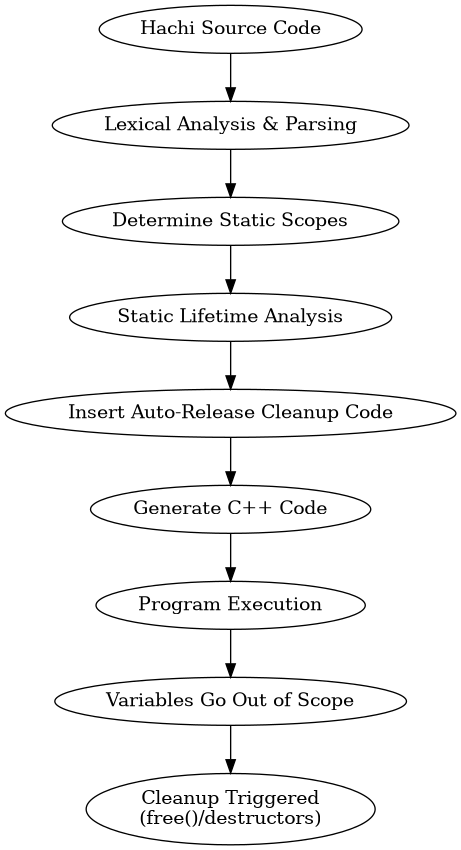 Hachi Source Code
Lexical Analysis & Parsing
Determine Static Scopes
Static Lifetime Analysis
Insert Auto-Release Cleanup Code
Generate C++ Code
Program Execution
Variables Go Out of Scope
Cleanup Triggered
(free()/destructors)